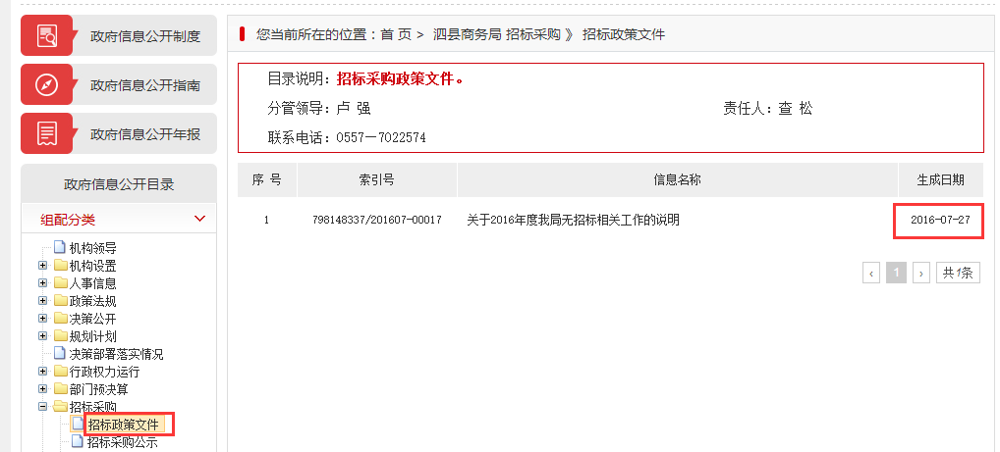 政府信息公开制度
政府信息公开指南
政府信息公开年报
政府信息公开目录
组配分类
机构领导
机构设置
人事信息
政策法规
决策公开
规划计划
决策部署落实情况
行政权力运行
部门预决算
招标采购
招标政策文件
招标采购公示
您当前所在的位置：首 页 > 泗县商务局 招标采购 》 招标政策文件
目录说明：招标采购政策文件。
分管领导：卢 强 责任人：查 松
联系电话：0557—7022574
序 号 索引号 信息名称 生成日期
1 798148337/201607-00017 关于2016年度我局无招标相关工作的说明 2016-07-27
‹ 1 › 共1条